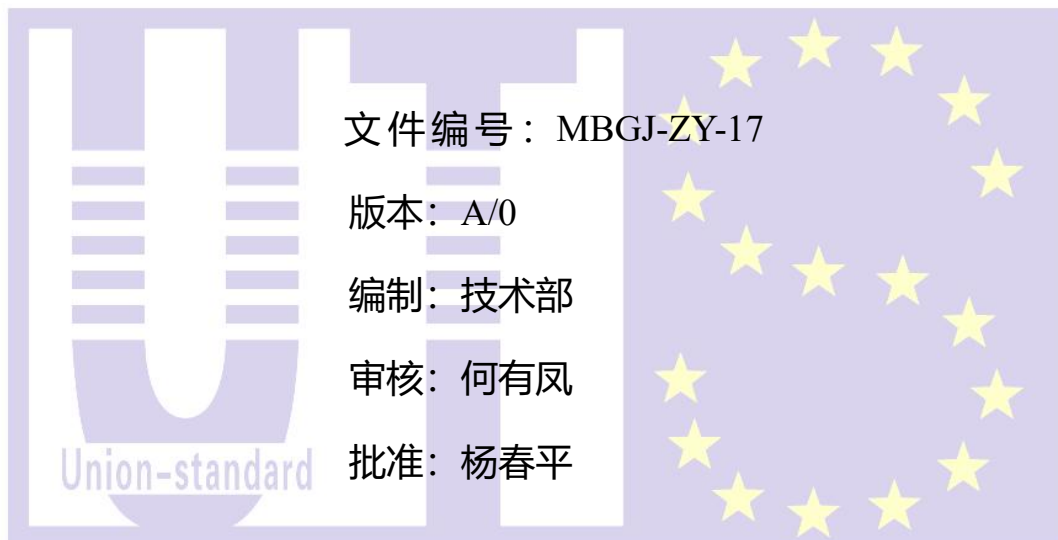 文件编号：MBGJ-ZY-17
版本：A/0
编制：技术部
审核：何有凤
批准：杨春平
Union-standard